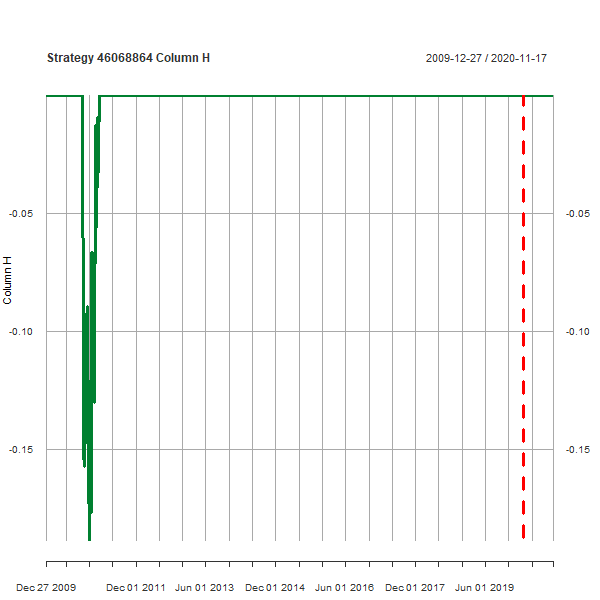 Strategy 46068864 Column H
2009-12-27 / 2020-11-17
-0.05
-0.05
-0.10
-0.10
-0.15
-0.15
Column H
Dec 27 2009
Dec 01 2011
Jun 01 2013
Dec 01 2014
Jun 01 2016
Dec 01 2017
Jun 01 2019